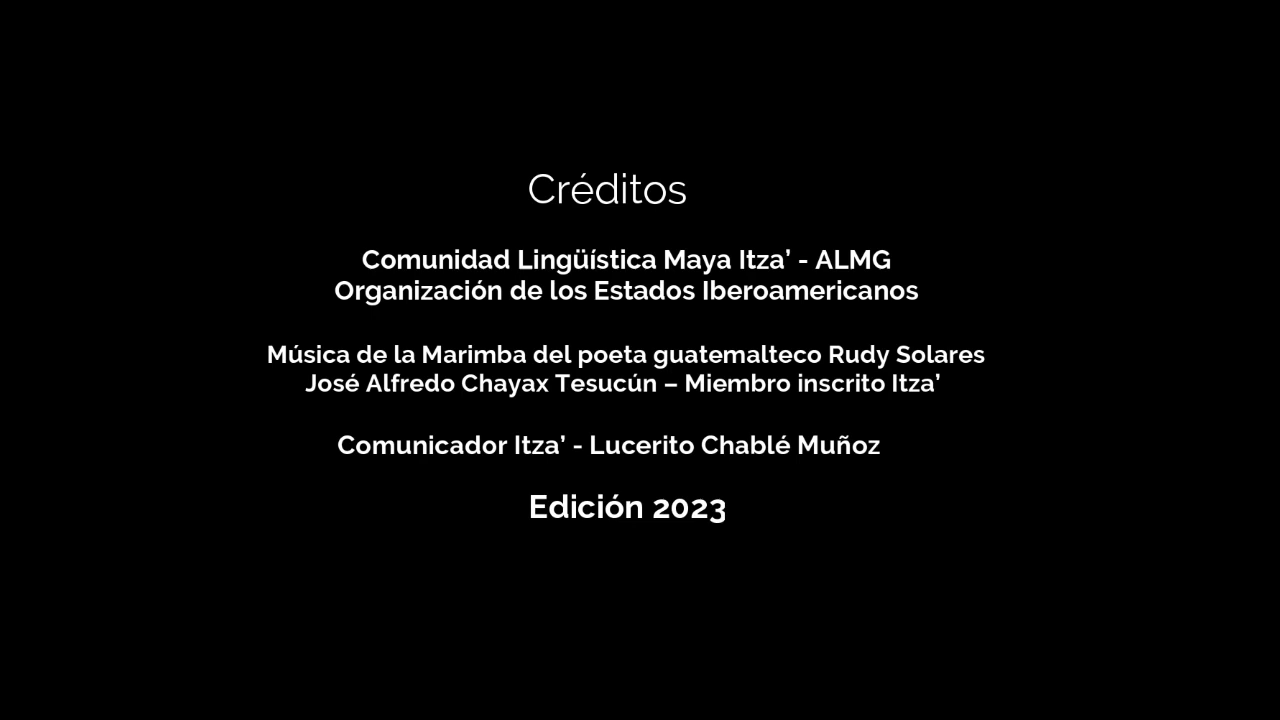 Créditos
Comunidad Lingüística Maya Itza’ - ALMG
Organización de los Estados Iberoamericanos
Música de la Marimba del poeta guatemalteco Rudy Solares
José Alfredo Chayax Tesucún – Miembro inscrito Itza’
Comunicador Itza’ - Lucerito Chablé Muñoz
Edición 2023